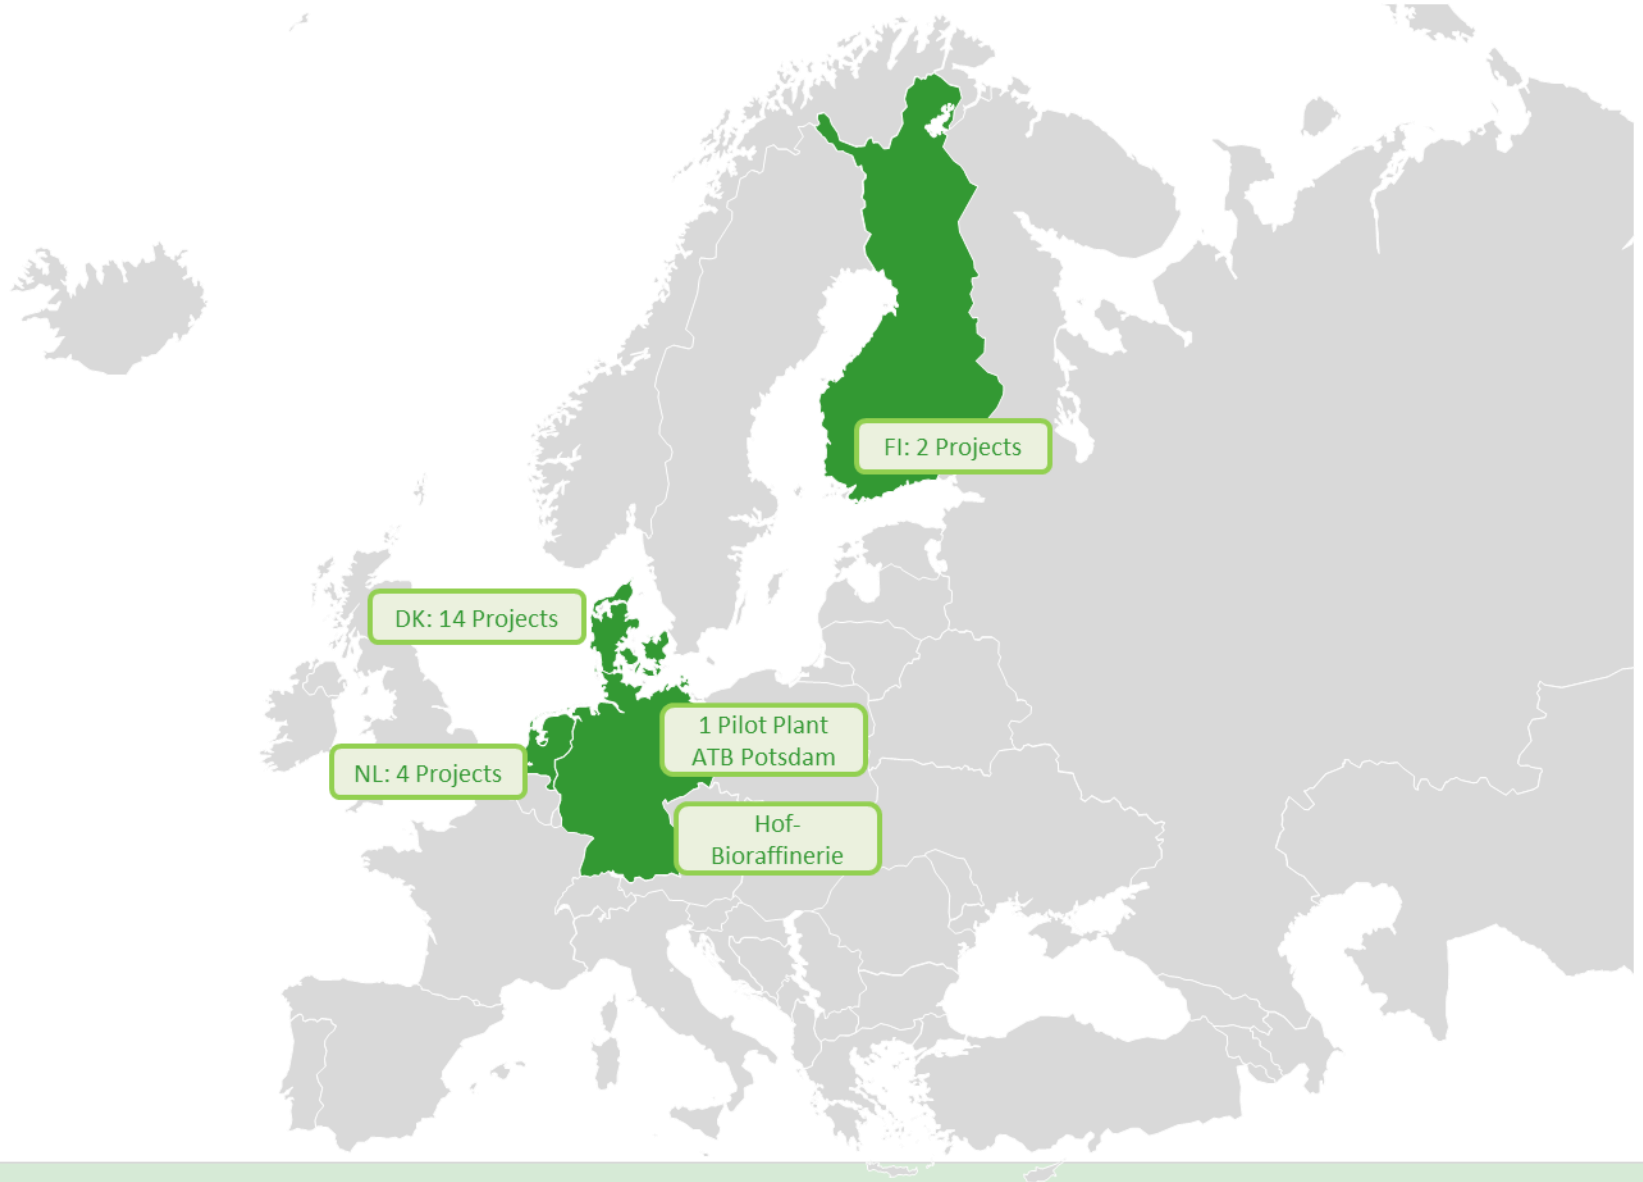 FI: 2 Projects
DK: 14 Projects
1 Pilot Plant
ATB Potsdam
NL: 4 Projects
Hof-
Bioraffinerie